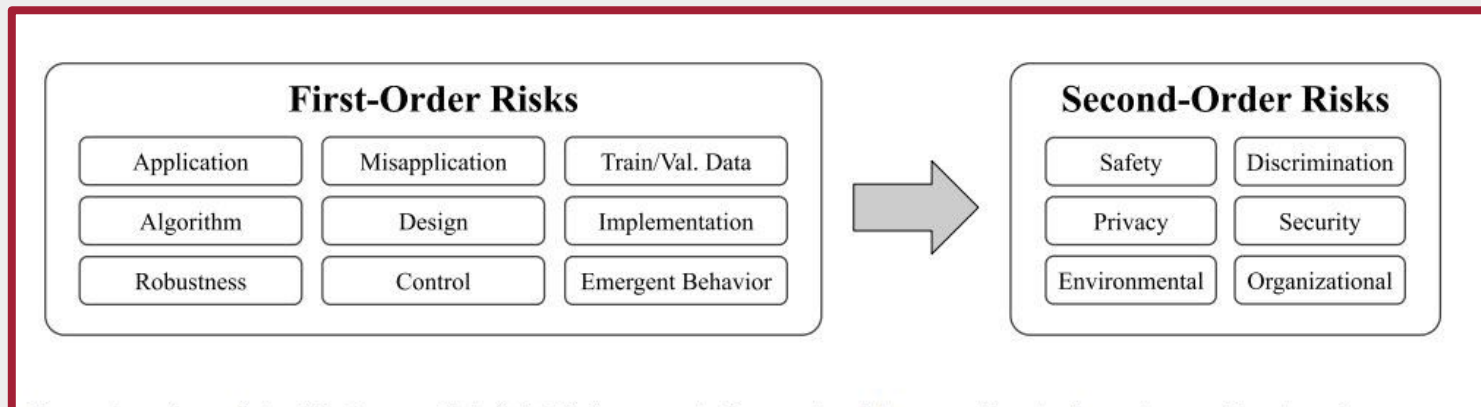 First-Order Risks
Application Misapplication Train/Val. Data
Algorithm Design Implementation
Robustness Control Emergent Behavior
Second-Order Risks
Safety Discrimination
Privacy Security
Environmental Organizational